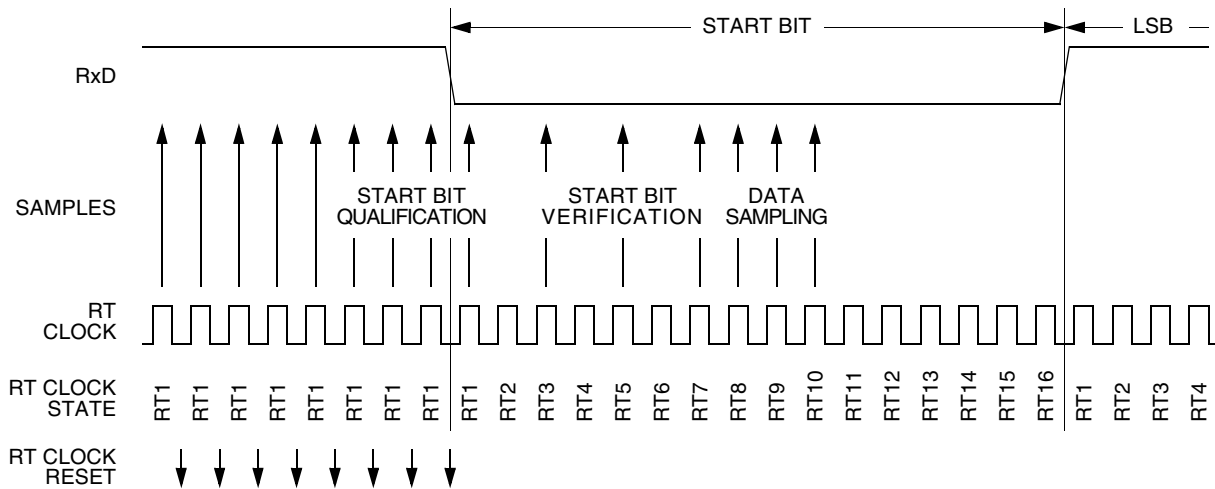 START BIT
LSB
RxD
SAMPLES
START BIT
QUALIFICATION
START BIT
VERIFICATION
DATA
SAMPLING
RT
CLOCK
RT CLOCK
STATE
RT1 RT1 RT1 RT1 RT1 RT1 RT1 RT1 RT1 RT2 RT3 RT4 RT5 RT6 RT7 RT8 RT9 RT10 RT11 RT12 RT13 RT14 RT15 RT16 RT1 RT2 RT3 RT4
RT CLOCK
RESET